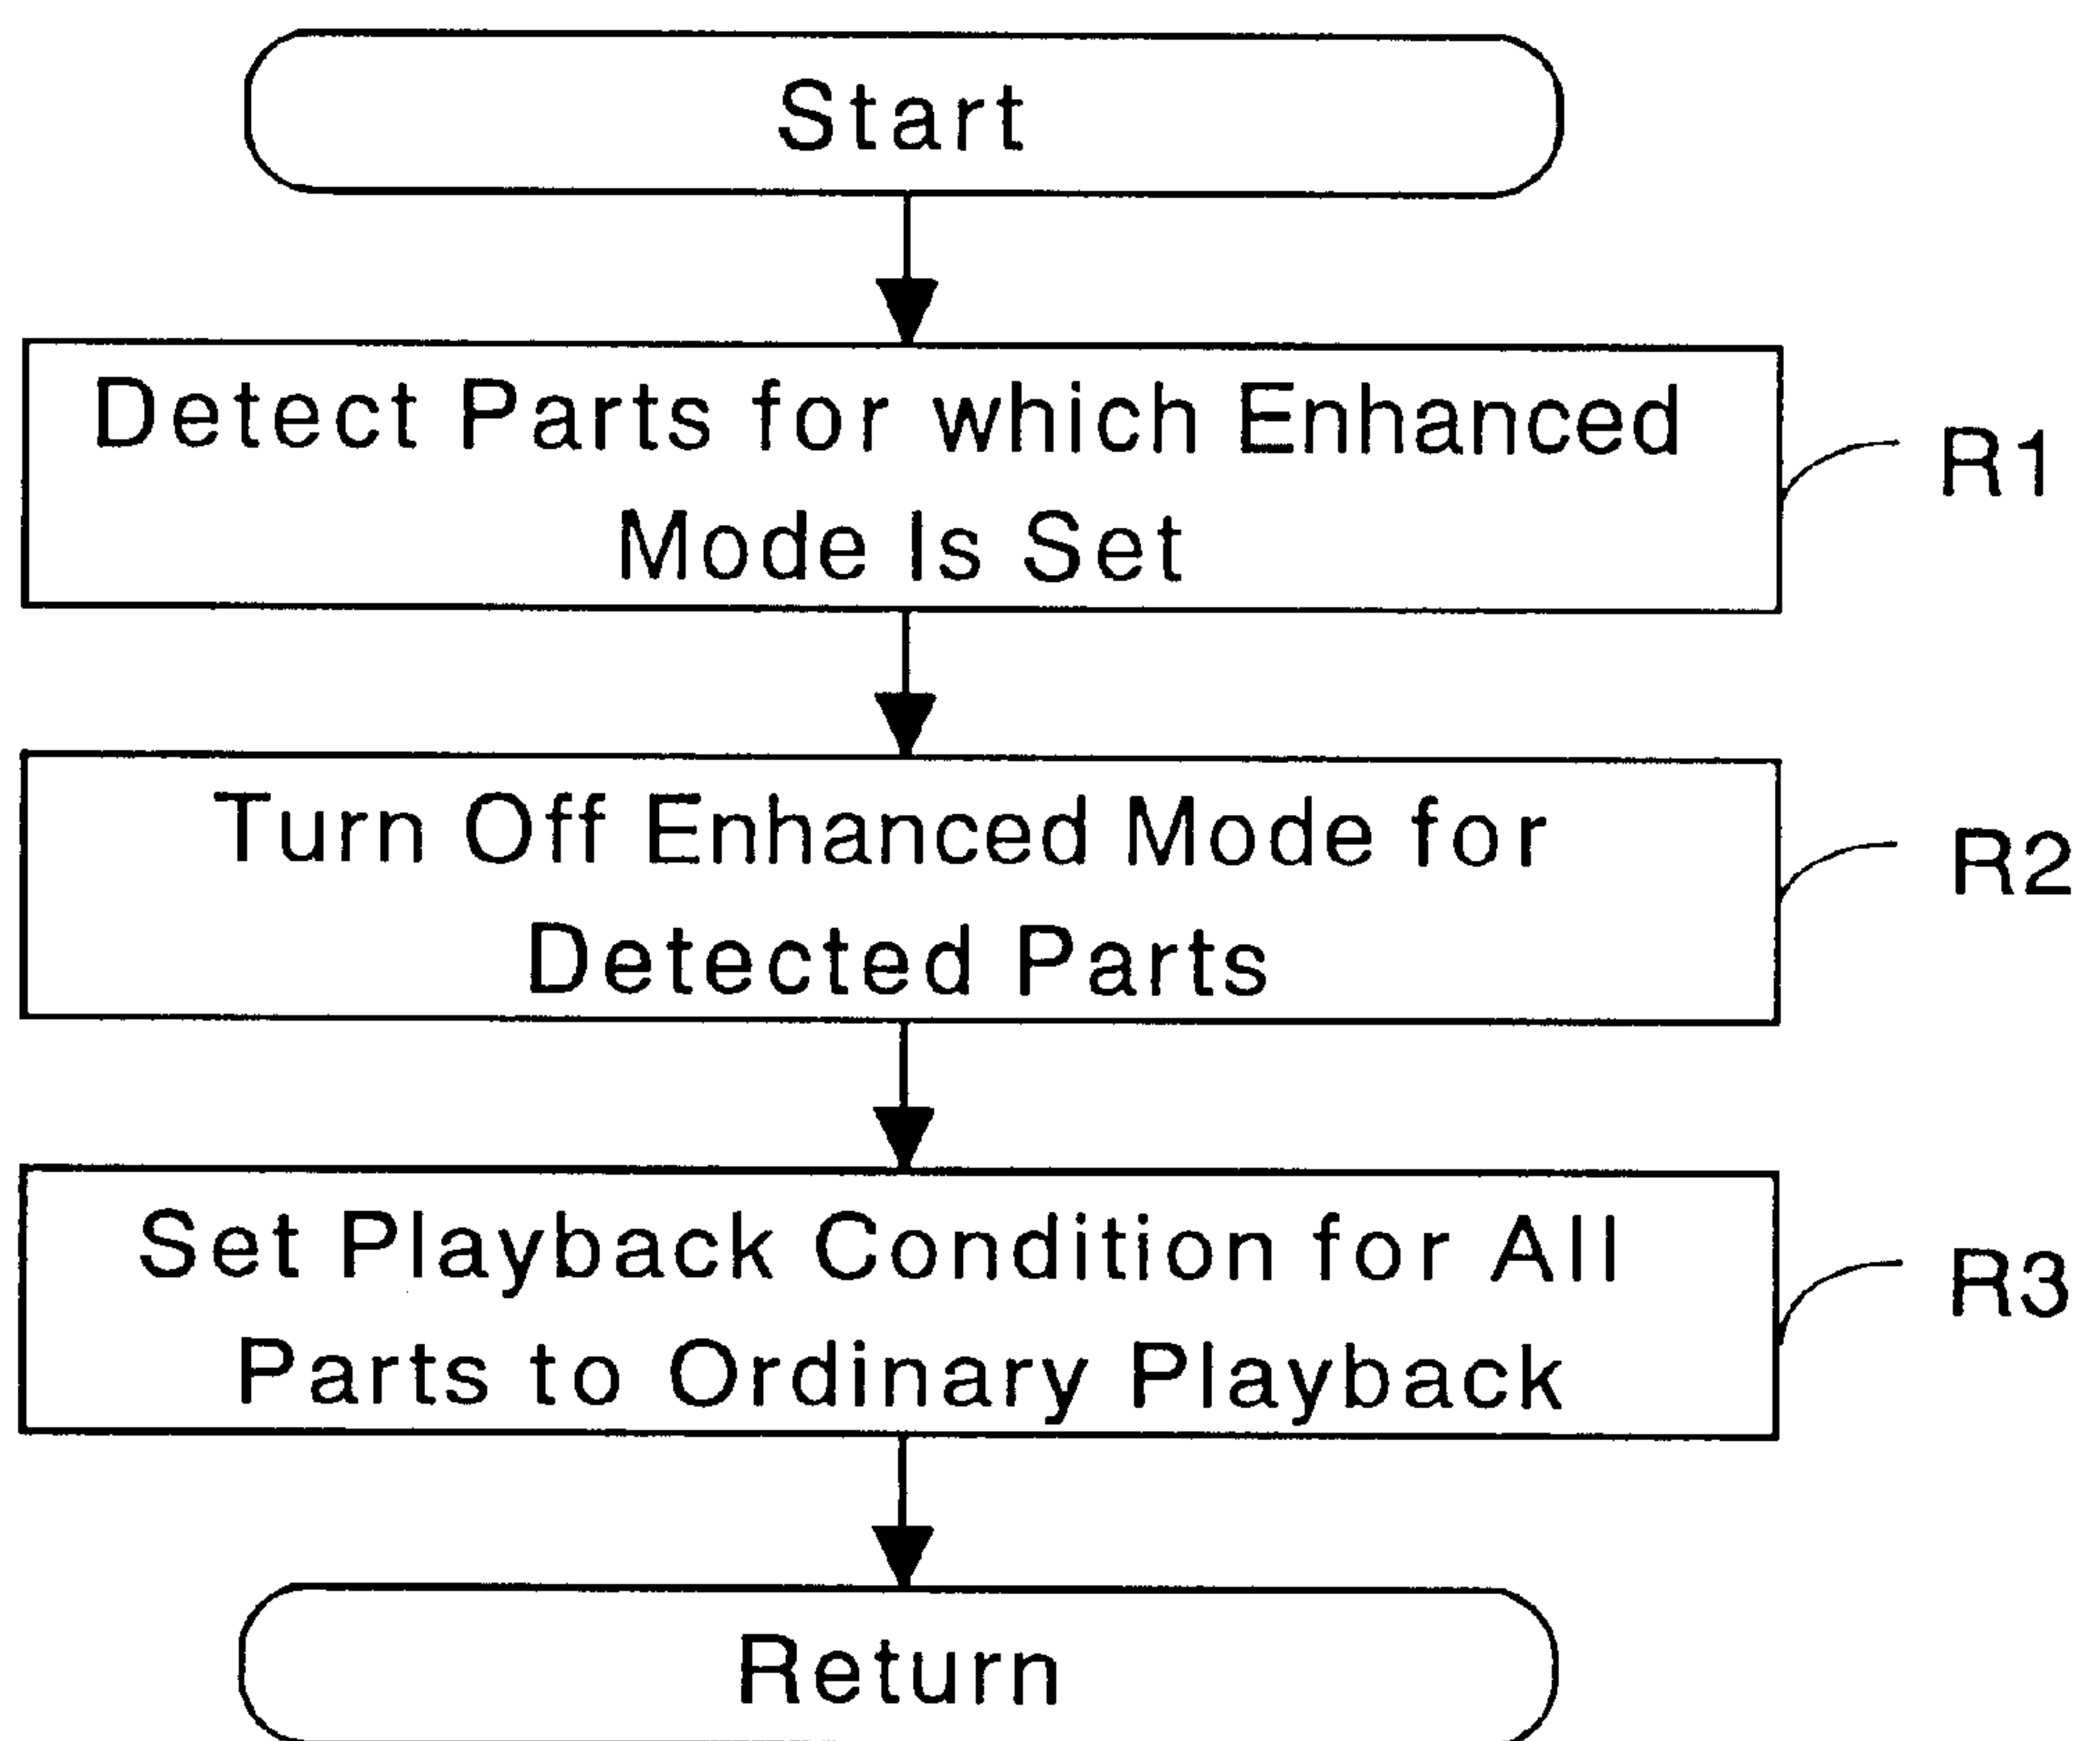 Start
Detect Parts for which Enhanced
Mode Is Set
R1
Turn Off Enhanced Mode for
Detected Parts
R2
Set Playback Condition for All
Parts to Ordinary Playback
R3
Return